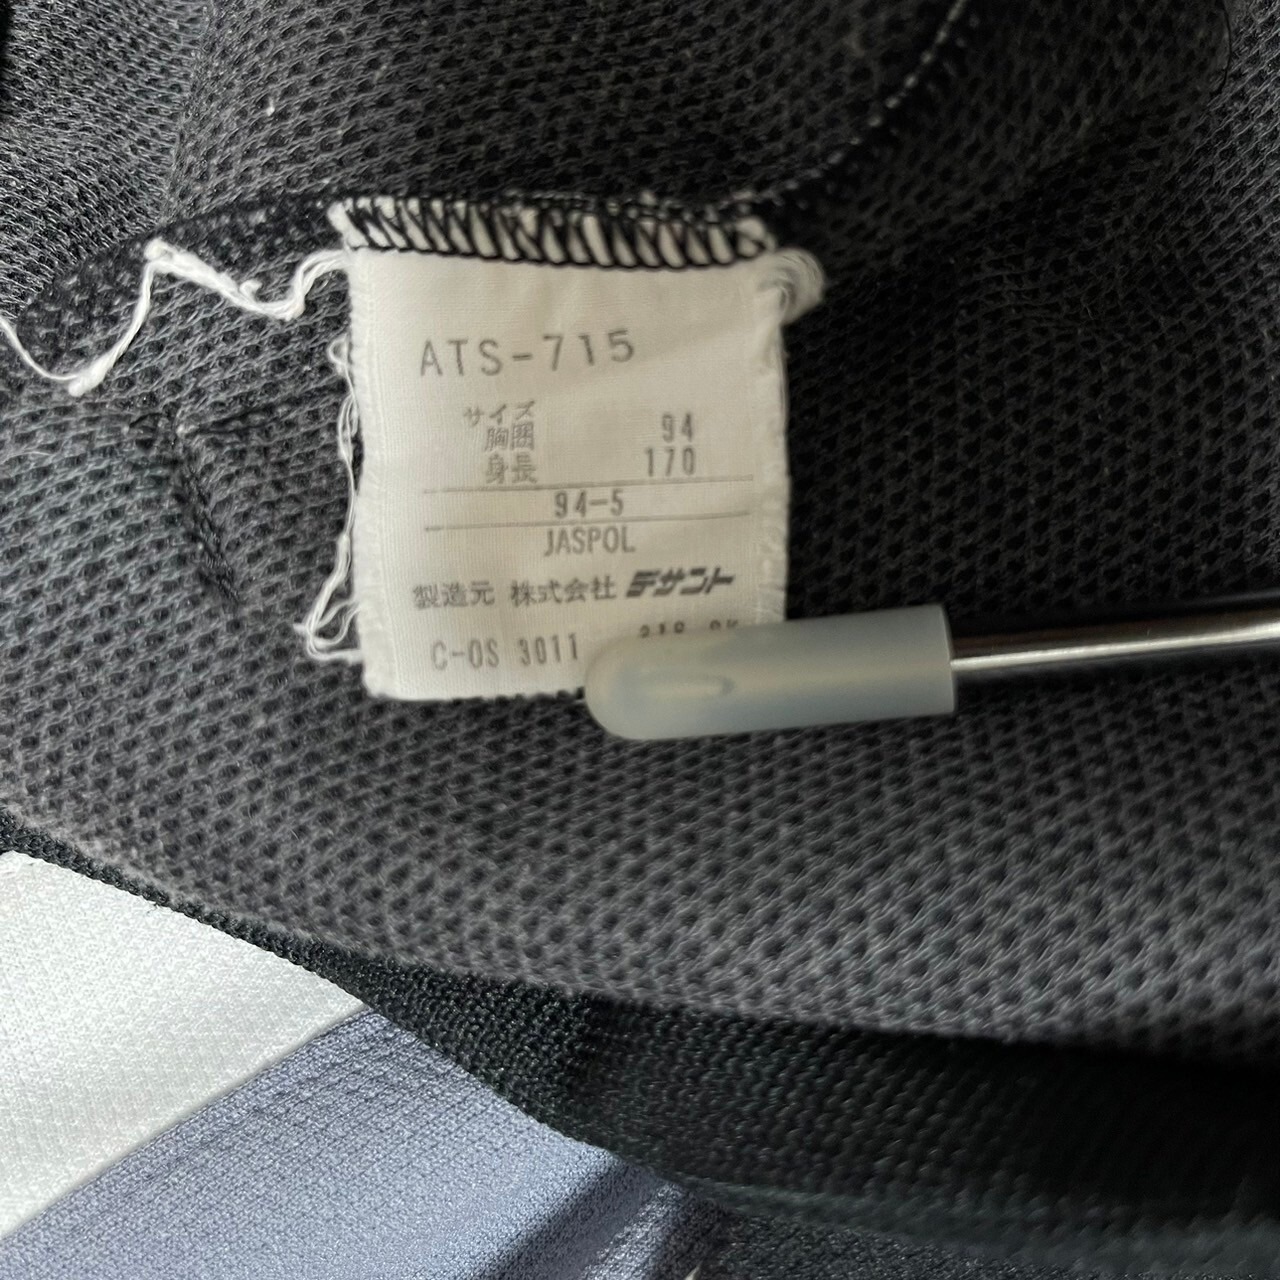 ATS-715
サイズ
胸囲 94
身長 170
94-5
JASPOL
製造元 株式会社 デサント
C-OS 3011